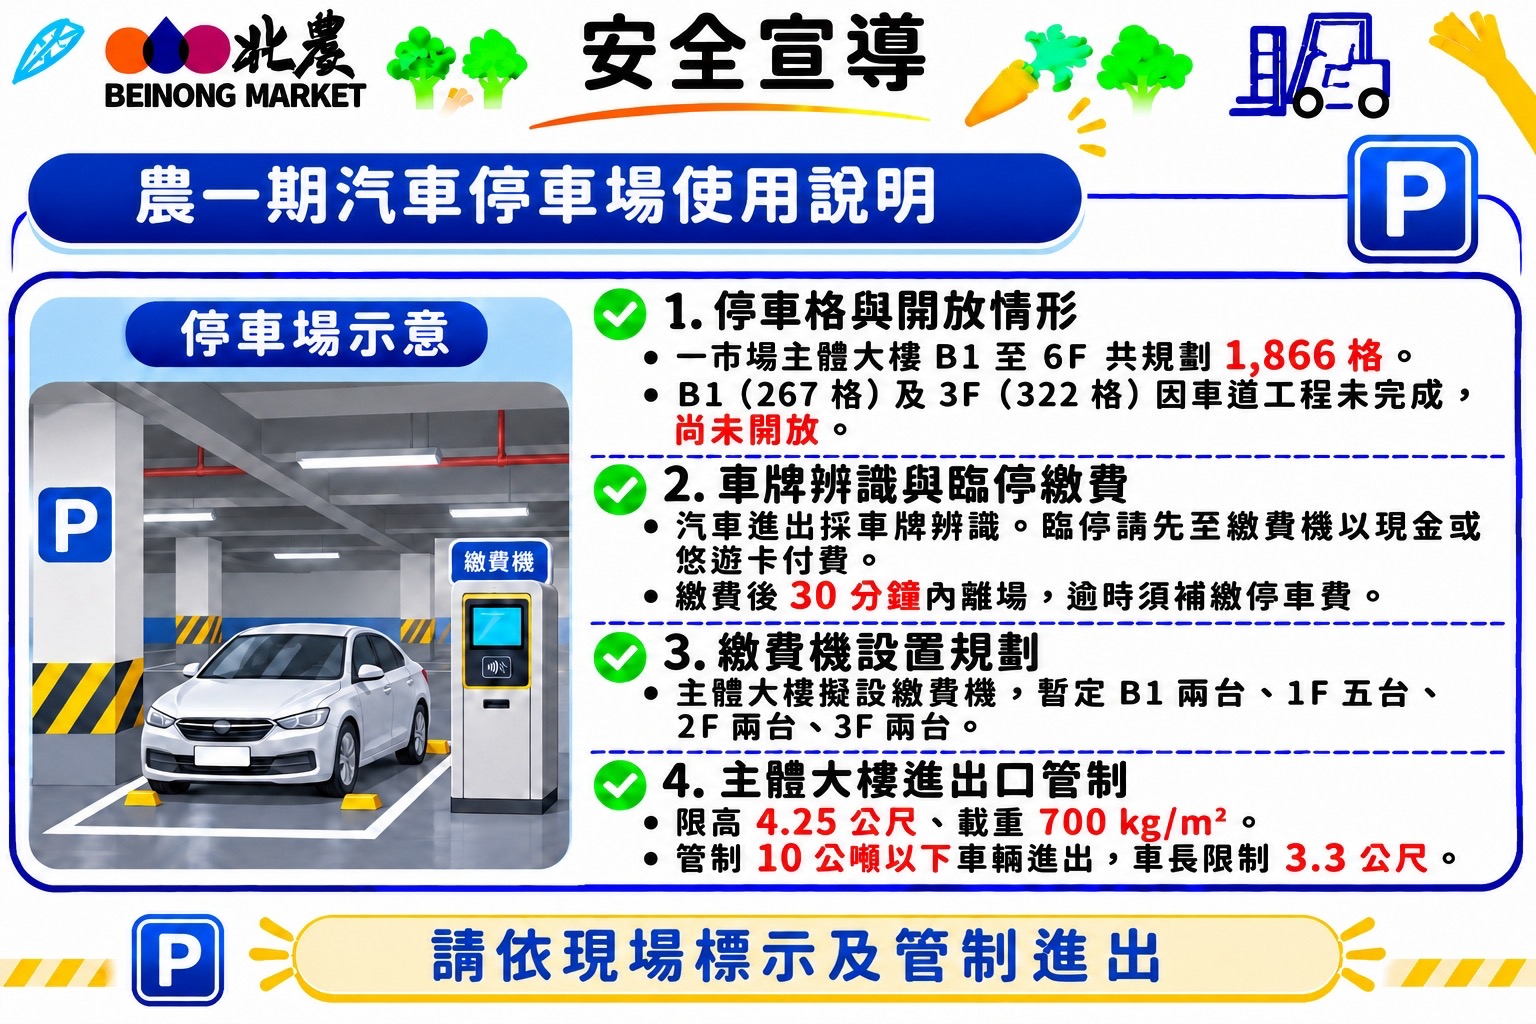 北農
BEINONG MARKET
安全宣導
農一期汽車停車場使用說明
P
停車場示意
P
繳費機
1. 停車格與開放情形
• 一市場主體大樓 B1 至 6F 共規劃 1,866 格。
• B1（267 格）及 3F（322 格）因車道工程未完成，
尚未開放。
2. 車牌辨識與臨停繳費
• 汽車進出採車牌辨識。臨停請先至繳費機以現金或
悠遊卡付費。
• 繳費後 30 分鐘內離場，逾時須補繳停車費。
3. 繳費機設置規劃
• 主體大樓擬設繳費機，暫定 B1 兩台、1F 五台、
2F 兩台、3F 兩台。
4. 主體大樓進出口管制
• 限高 4.25 公尺、載重 700 kg/m²。
• 管制 10 公噸以下車輛進出，車長限制 3.3 公尺。
P
請依現場標示及管制進出